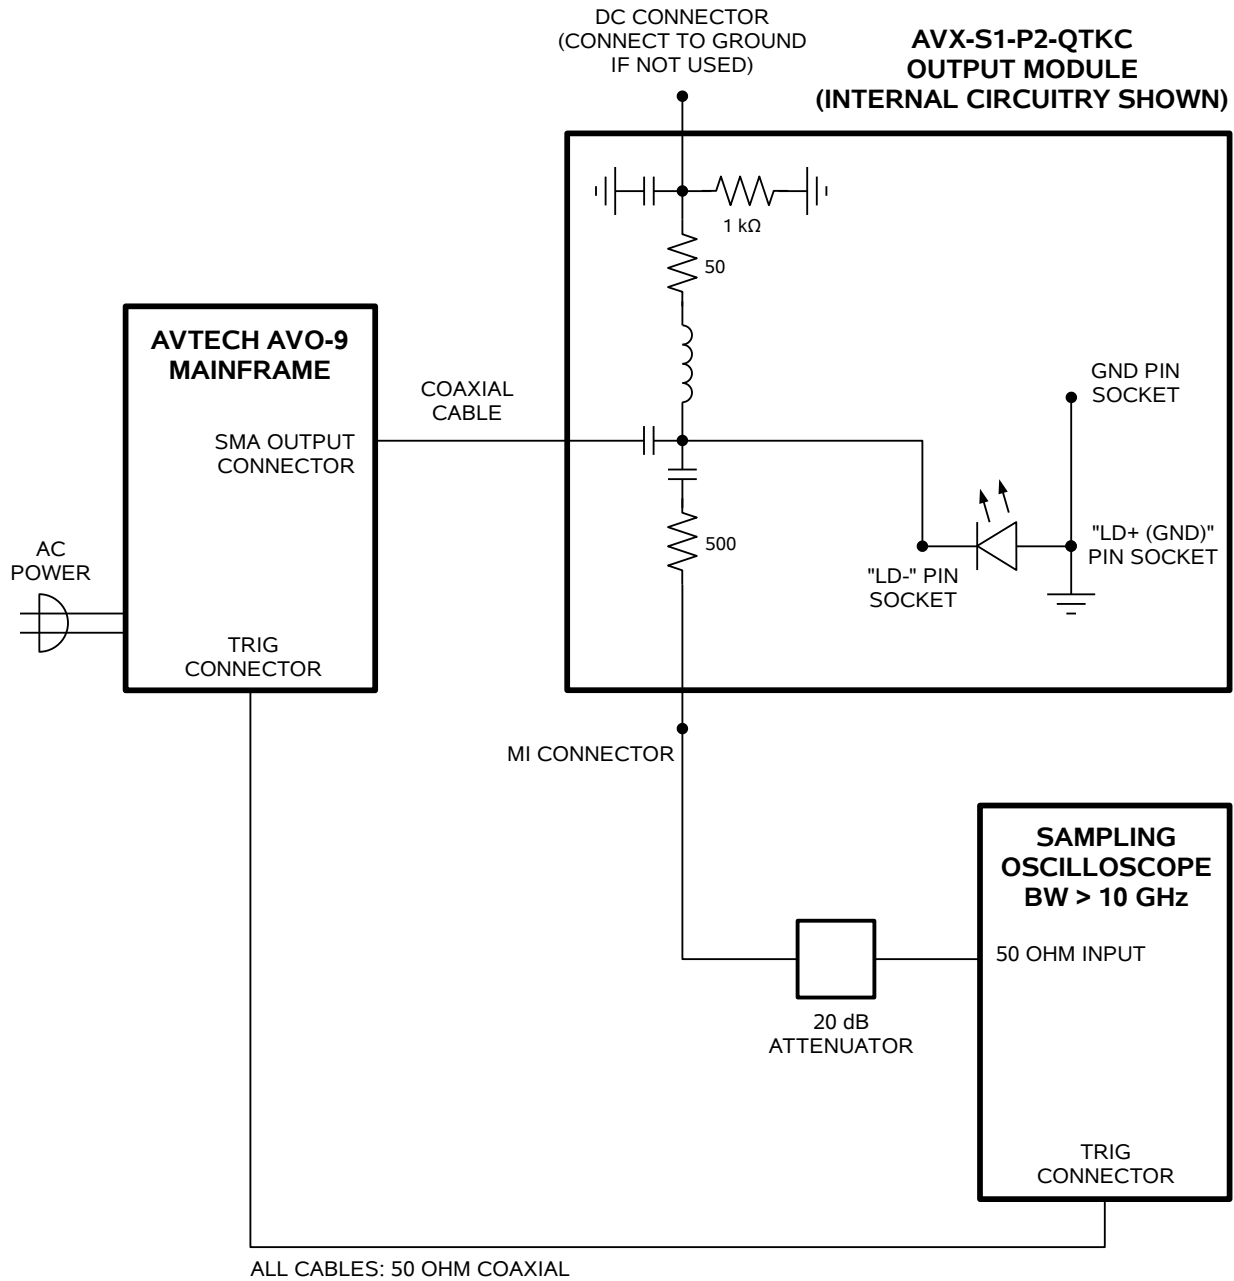 DC CONNECTOR
(CONNECT TO GROUND
IF NOT USED)
AVX-S1-P2-QTKC
OUTPUT MODULE
(INTERNAL CIRCUITRY SHOWN)
1 kΩ
50
AVTECH AVO-9
MAINFRAME
COAXIAL
CABLE
GND PIN
SOCKET
SMA OUTPUT
CONNECTOR
500
"LD+ (GND)"
PIN SOCKET
"LD-" PIN
SOCKET
AC
POWER
TRIG
CONNECTOR
MI CONNECTOR
SAMPLING
OSCILLOSCOPE
BW > 10 GHz
50 OHM INPUT
20 dB
ATTENUATOR
TRIG
CONNECTOR
ALL CABLES: 50 OHM COAXIAL